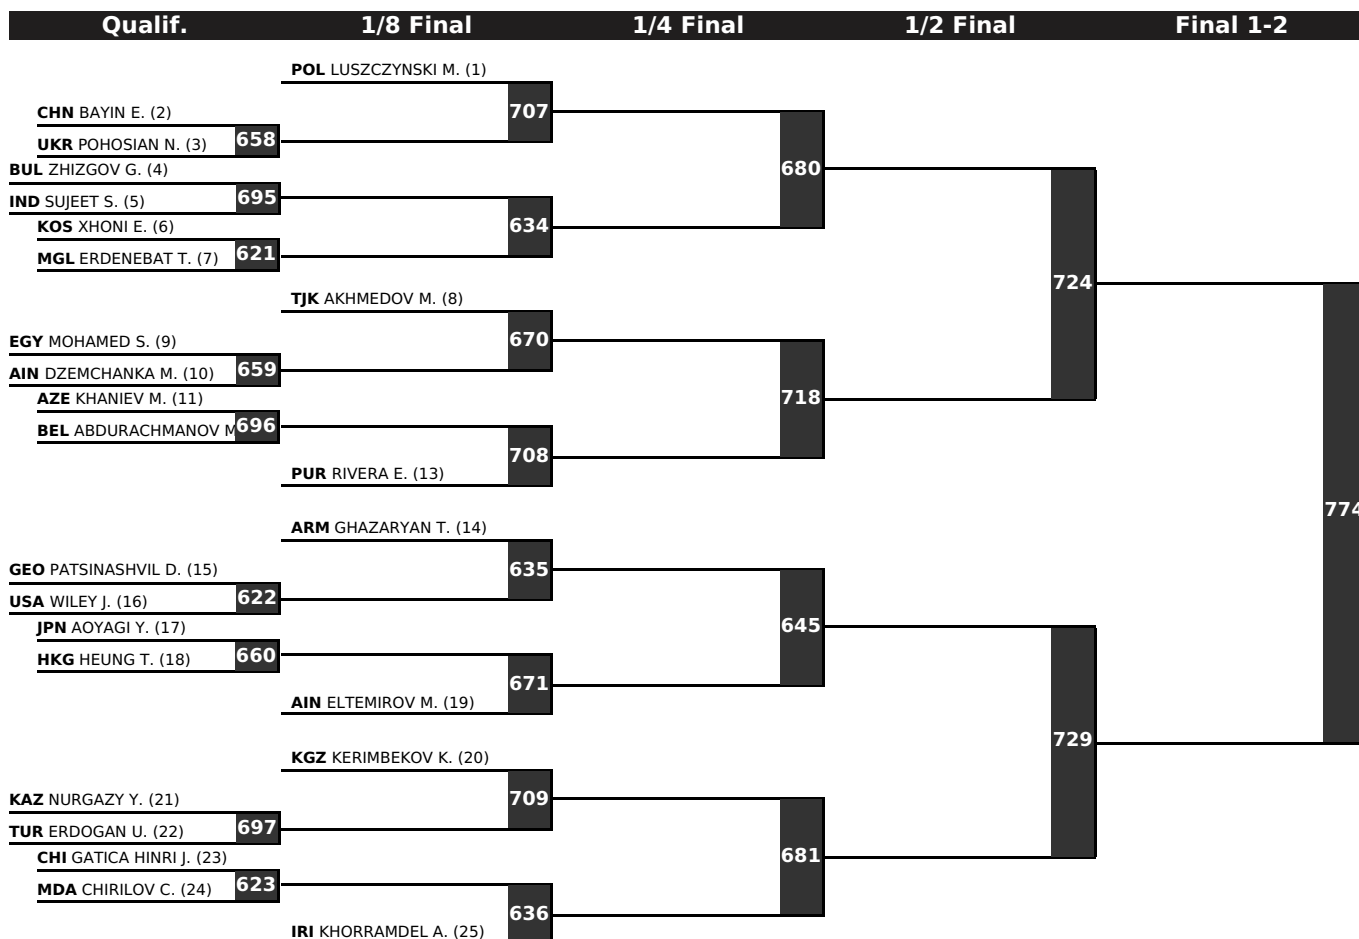 Qualif. 1/8 Final 1/4 Final 1/2 Final Final 1-2
POL LUSZCZYNSKI M. (1)
707
CHN BAYIN E. (2)
658
UKR POHOSIAN N. (3)
BUL ZHIZGOV G. (4)
680
695
IND SUJEET S. (5)
KOS XHONI E. (6)
634
621
MGL ERDENEBAT T. (7)
724
TJK AKHMEDOV M. (8)
670
EGY MOHAMED S. (9)
659
AIN DZEMCHANKA M. (10)
AZE KHANIEV M. (11)
718
696
BEL ABDURACHMANOV M
708
PUR RIVERA E. (13)
774
ARM GHAZARYAN T. (14)
635
GEO PATSINASHVIL D. (15)
622
USA WILEY J. (16)
JPN AOYAGI Y. (17)
645
660
HKG HEUNG T. (18)
671
AIN ELTEMIROV M. (19)
729
KGZ KERIMBEKOV K. (20)
709
KAZ NURGAZY Y. (21)
697
TUR ERDOGAN U. (22)
CHI GATICA HINRI J. (23)
681
623
MDA CHIRILOV C. (24)
636
IRI KHORRAMDEL A. (25)